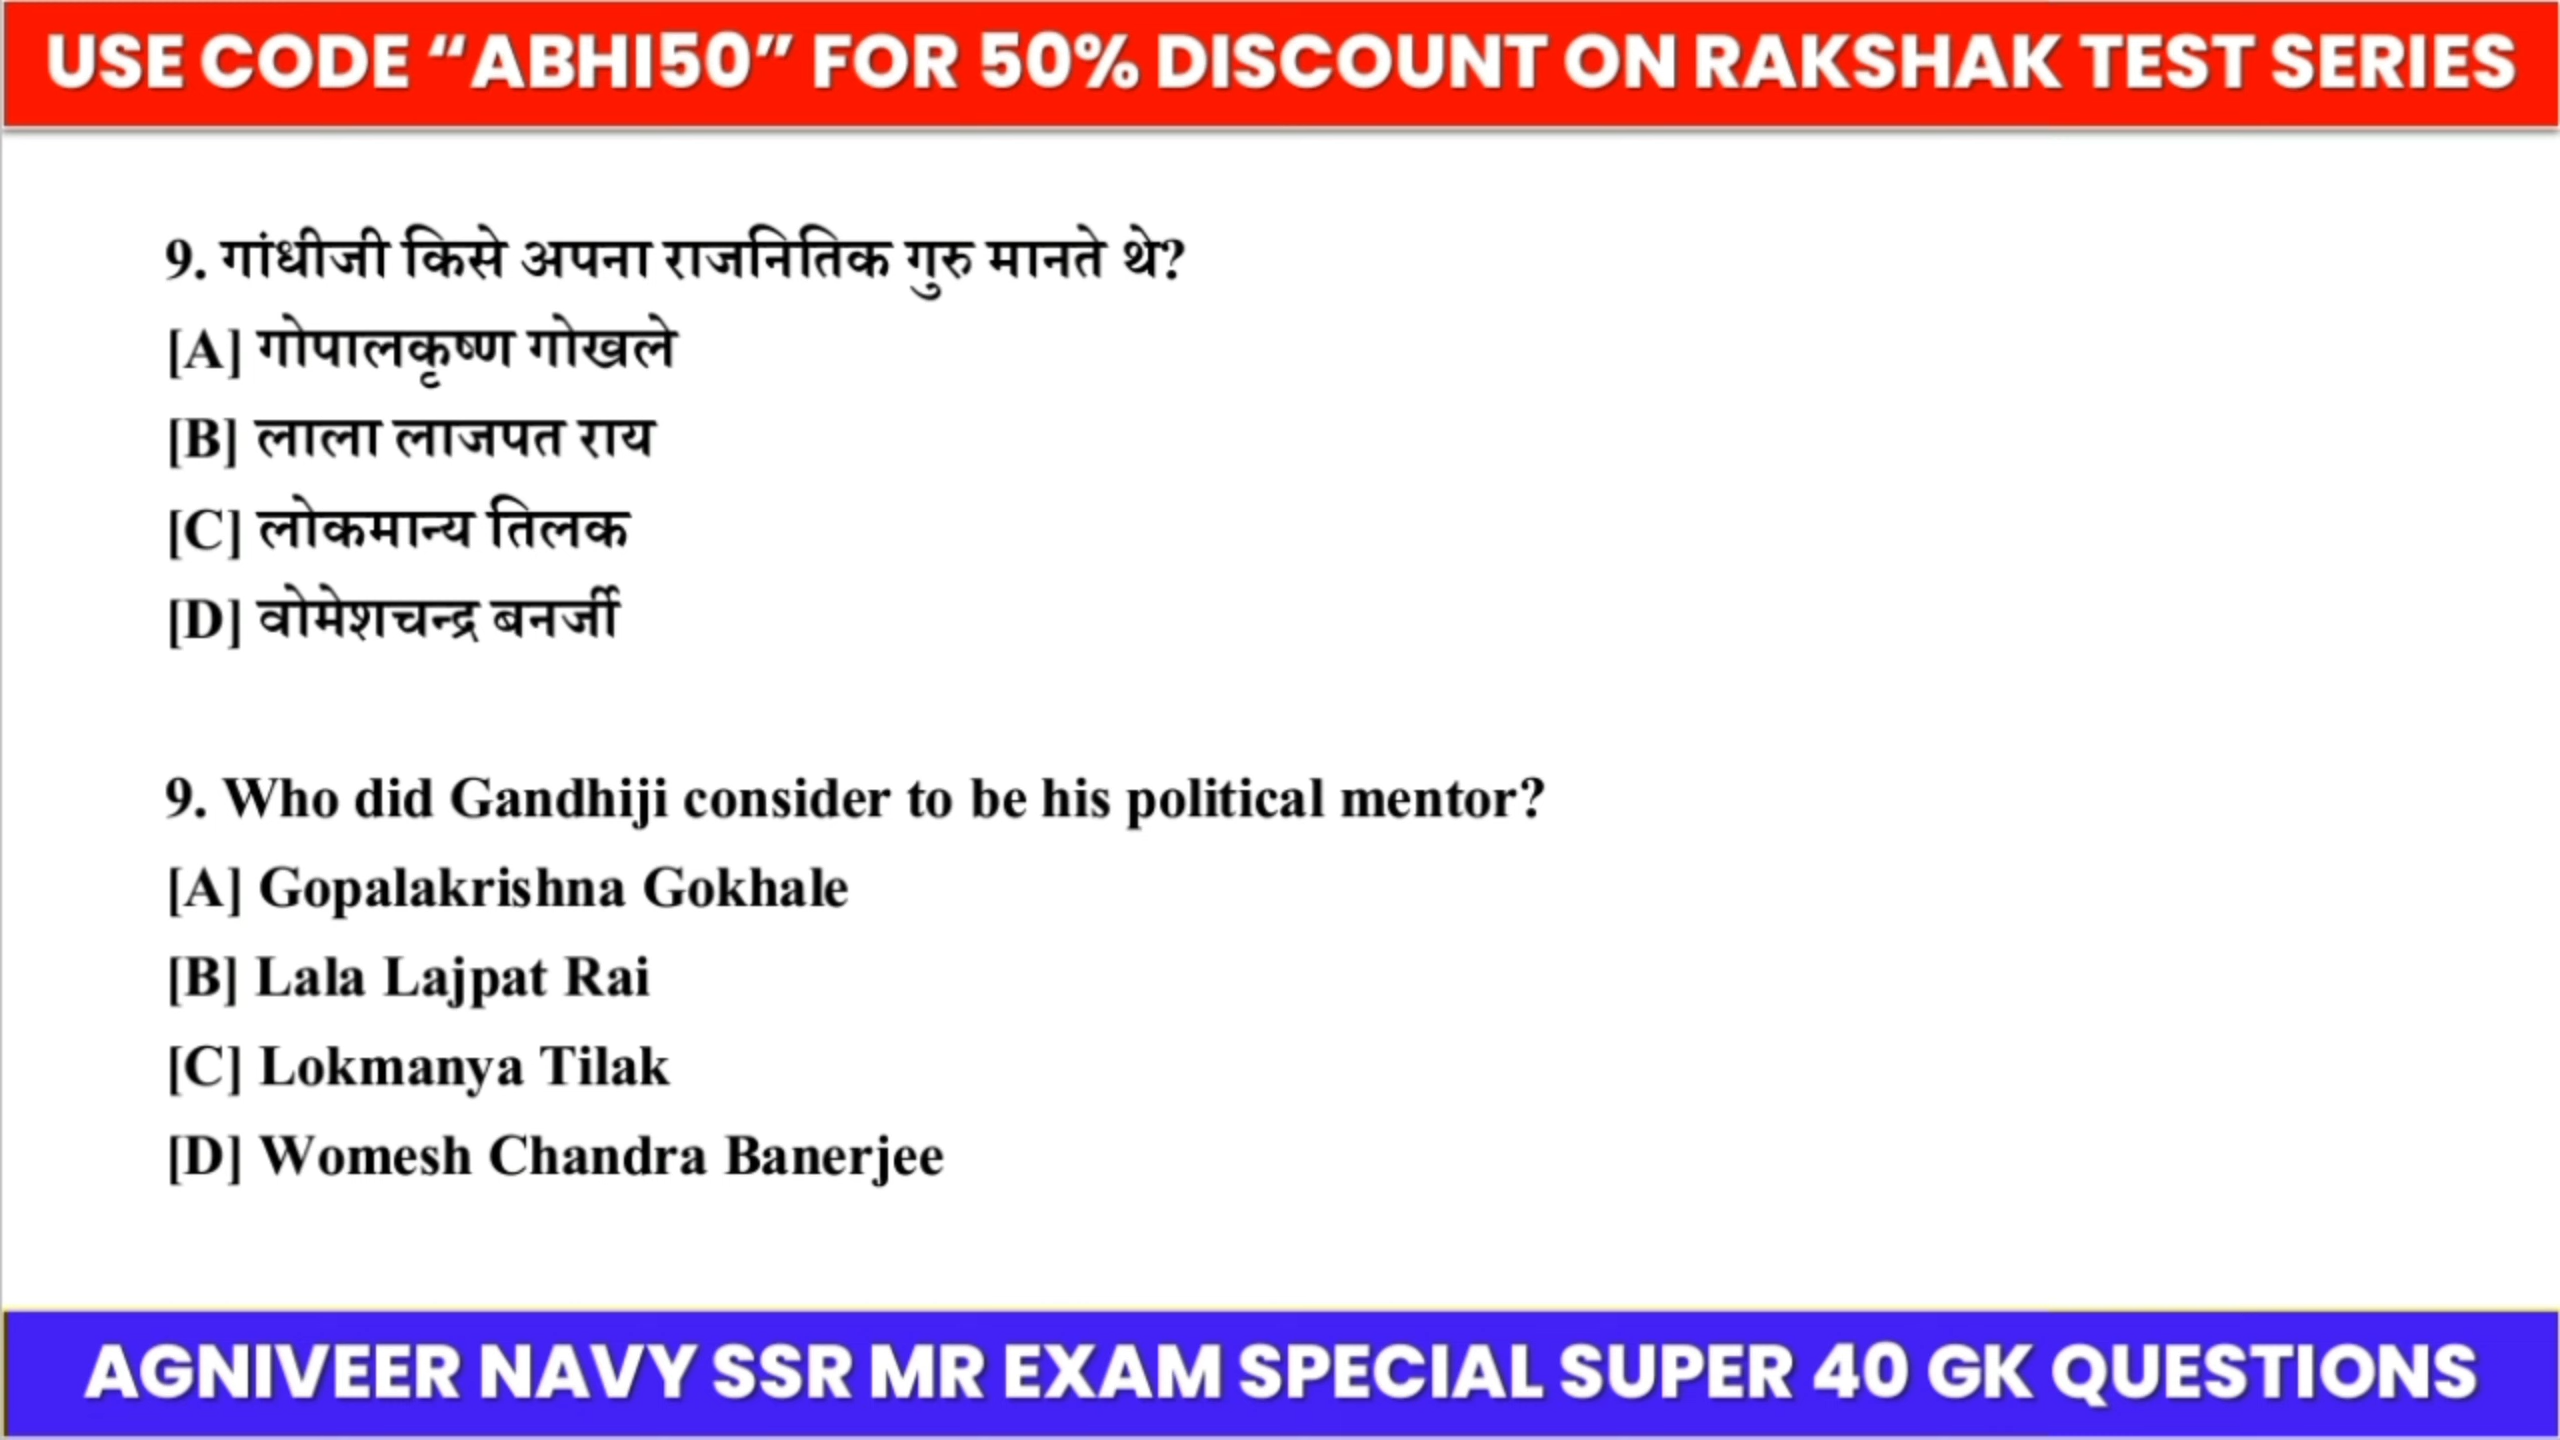 USE CODE “ABHI50” FOR 50% DISCOUNT ON RAKSHAK TEST SERIES
9. गांधीजी किसे अपना राजनितिक गुरु मानते थे?
[A] गोपालकृष्ण गोखले
[B] लाला लाजपत राय
[C] लोकमान्य तिलक
[D] वोमेशचन्द्र बनर्जी
9. Who did Gandhiji consider to be his political mentor?
[A] Gopalakrishna Gokhale
[B] Lala Lajpat Rai
[C] Lokmanya Tilak
[D] Womesh Chandra Banerjee
AGNIVEER NAVY SSR MR EXAM SPECIAL SUPER 40 GK QUESTIONS